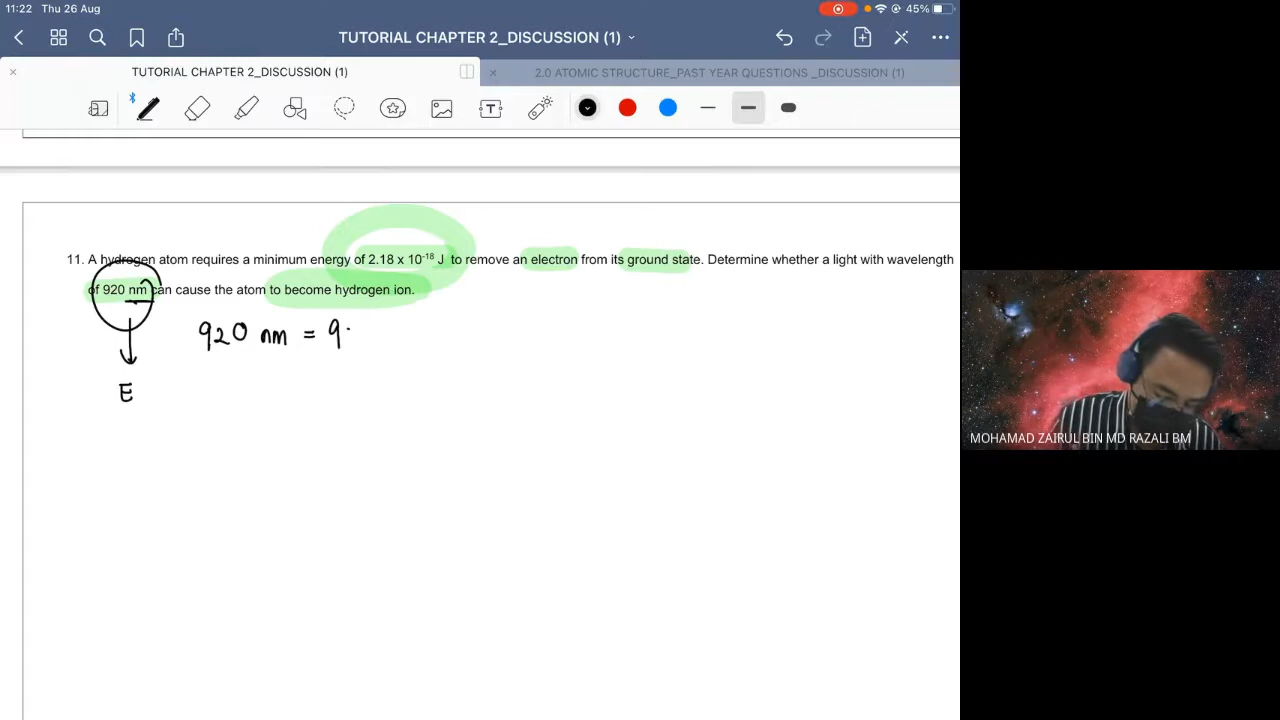 11:22 Thu 26 Aug
45%
TUTORIAL CHAPTER 2_DISCUSSION (1)
TUTORIAL CHAPTER 2_DISCUSSION (1)
2.0 ATOMIC STRUCTURE_PAST YEAR QUESTIONS _DISCUSSION (1)
T
11. A hydrogen atom requires a minimum energy of 2.18 x 10⁻¹⁸ J to remove an electron from its ground state. Determine whether a light with wavelength
of 920 nm can cause the atom to become hydrogen ion.
920 nm = 9.
E
MOHAMAD ZAIRUL BIN MD RAZALI BM